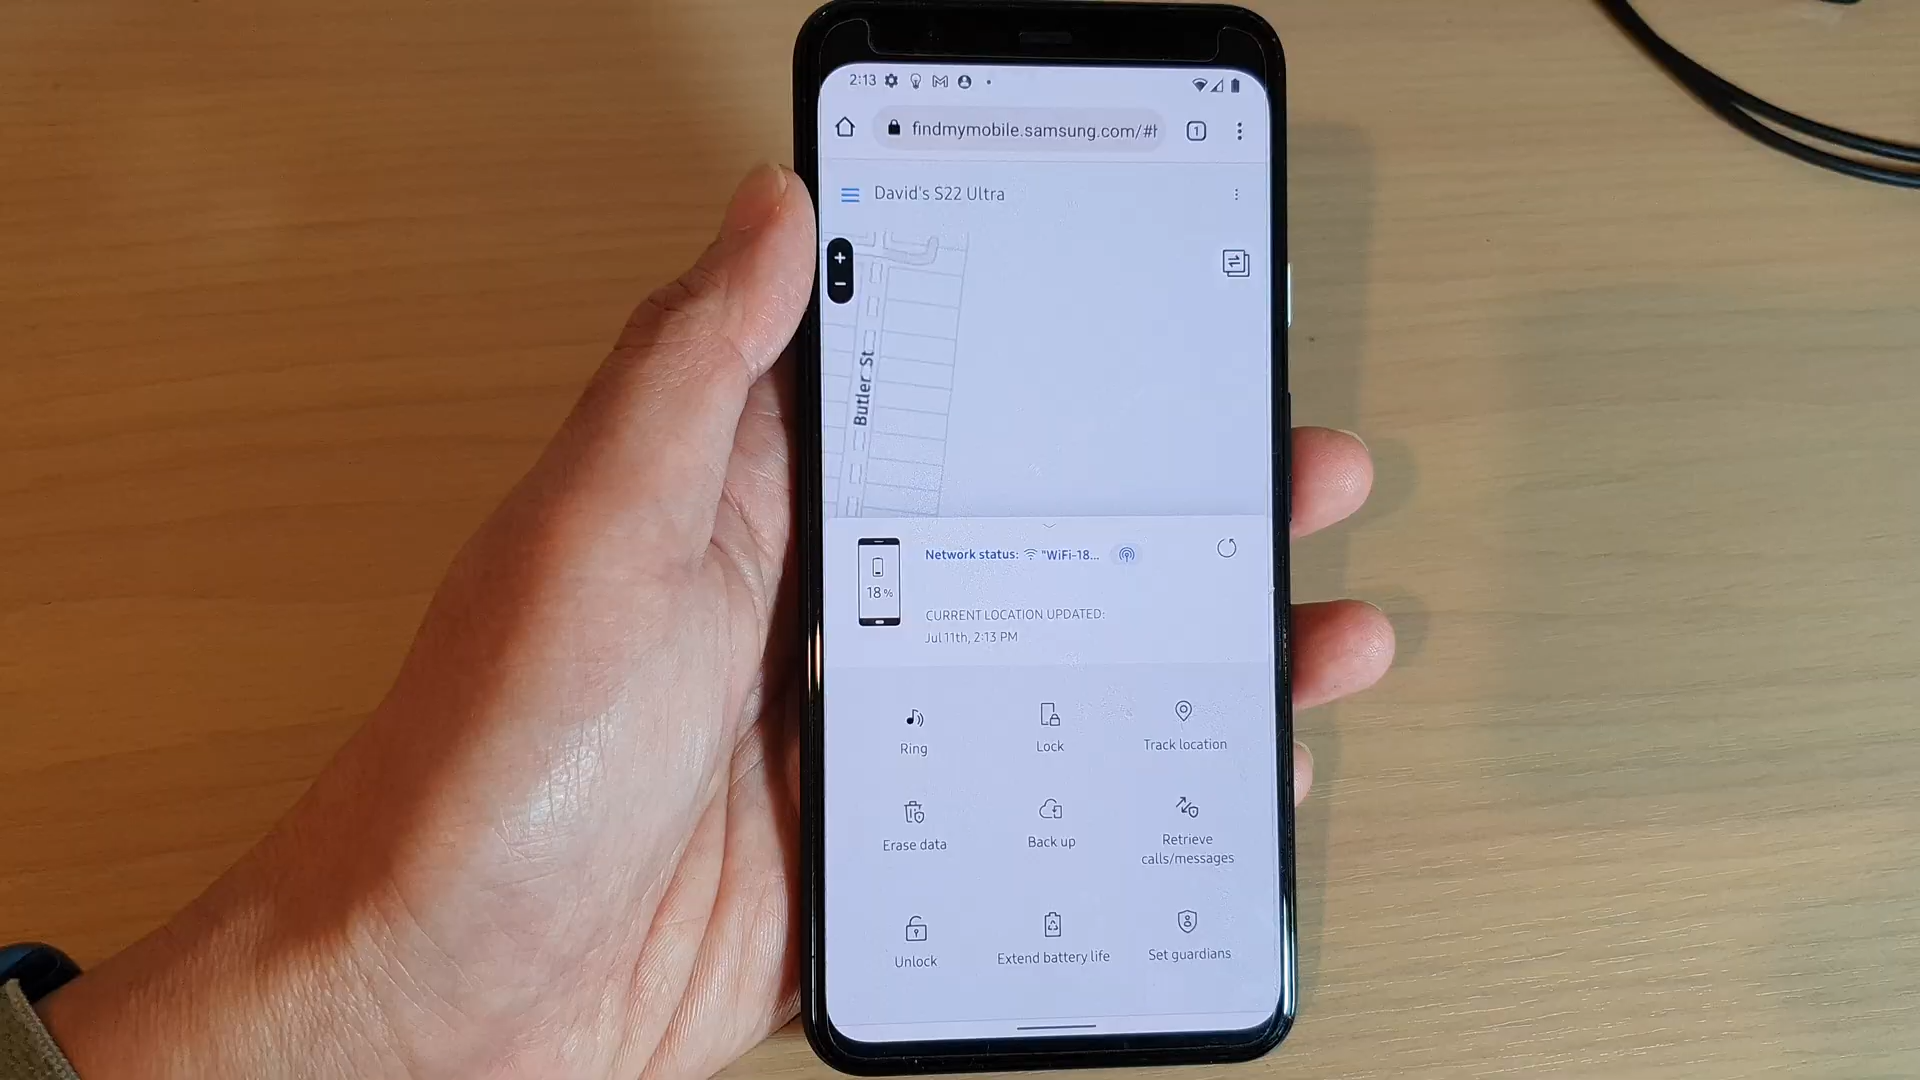 2:13
findmymobile.samsung.com/#h
1
David's S22 Ultra
+
-
Butler St
Network status: "WiFi-18...
18%
CURRENT LOCATION UPDATED:
Jul 11th, 2:13 PM
Ring
Lock
Track location
Erase data
Back up
Retrieve
calls/messages
Unlock
Extend battery life
Set guardians